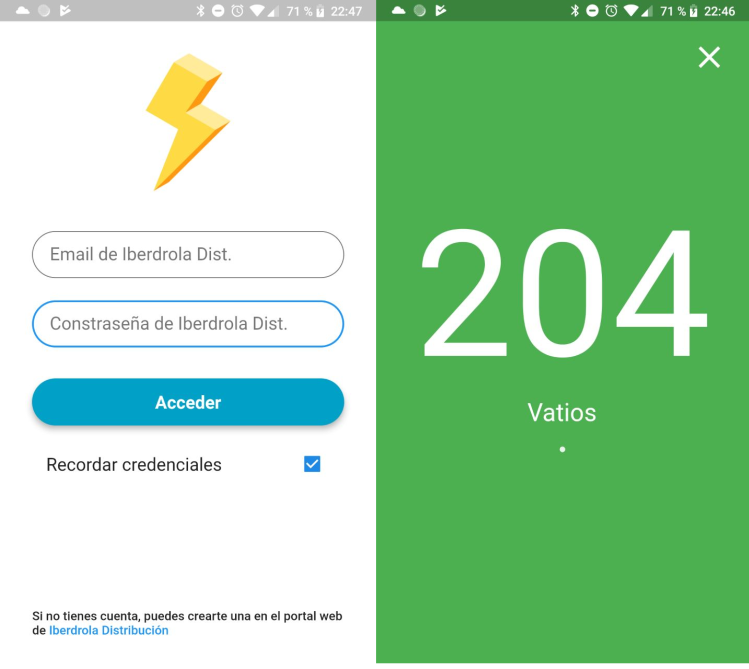 71 % 22:47
Email de Iberdrola Dist.
Constraseña de Iberdrola Dist.
Acceder
Recordar credenciales
Si no tienes cuenta, puedes crearte una en el portal web
de Iberdrola Distribución
71 % 22:46
204
Vatios